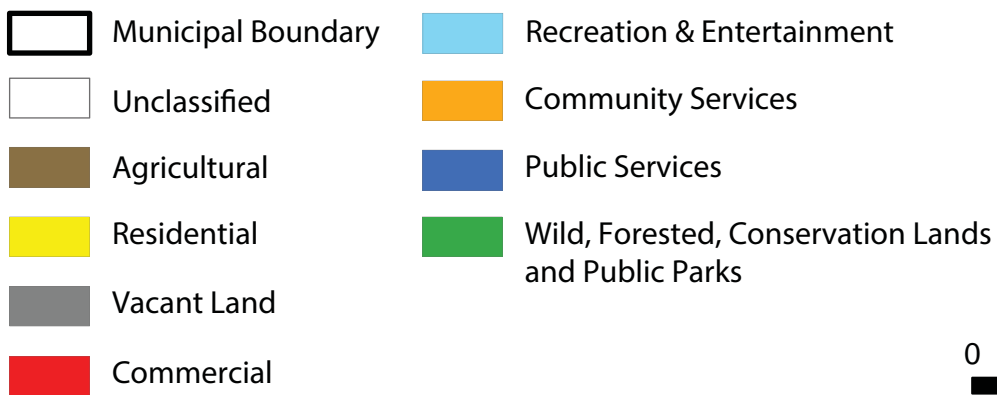 Municipal Boundary
Unclassified
Agricultural
Residential
Vacant Land
Commercial
Recreation & Entertainment
Community Services
Public Services
Wild, Forested, Conservation Lands
and Public Parks
0